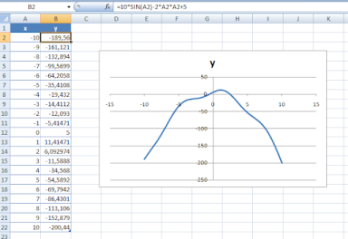 B2 fx =10*SIN(A2)-2*A2*A2+5
A B C D E F G H I
1 x y
2 -10 -189,56
3 -9 -161,121
4 -8 -132,894
5 -7 -99,5699
6 -6 -64,2058
7 -5 -35,4108
8 -4 -19,432
9 -3 -14,4112
10 -2 -12,093
11 -1 -5,41471
12 0 5
13 1 11,41471
14 2 6,092974
15 3 -11,5888
16 4 -34,568
17 5 -54,5892
18 6 -69,7942
19 7 -86,4301
20 8 -113,106
21 9 -152,879
22 10 -200,44
23
y
50
0
-15 -10 -5 0 5 10 15
-50
-100
-150
-200
-250